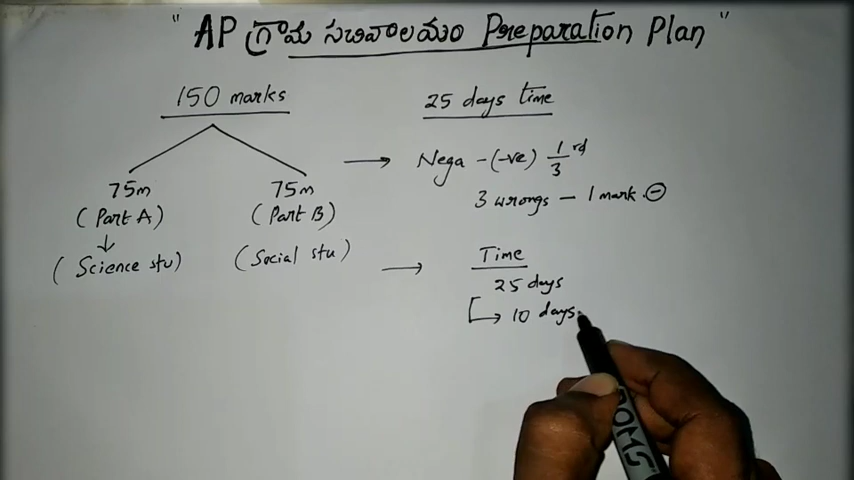 " AP గ్రామ సచివాలయం Preparation Plan "
150 marks
75m
(Part A)
(Science stu)
75m
(Part B)
(Social stu)
25 days time
Nega - (-ve) 1/3 rd
3 wrongs - 1 mark. ⊖
Time
25 days
10 days.
ROMS